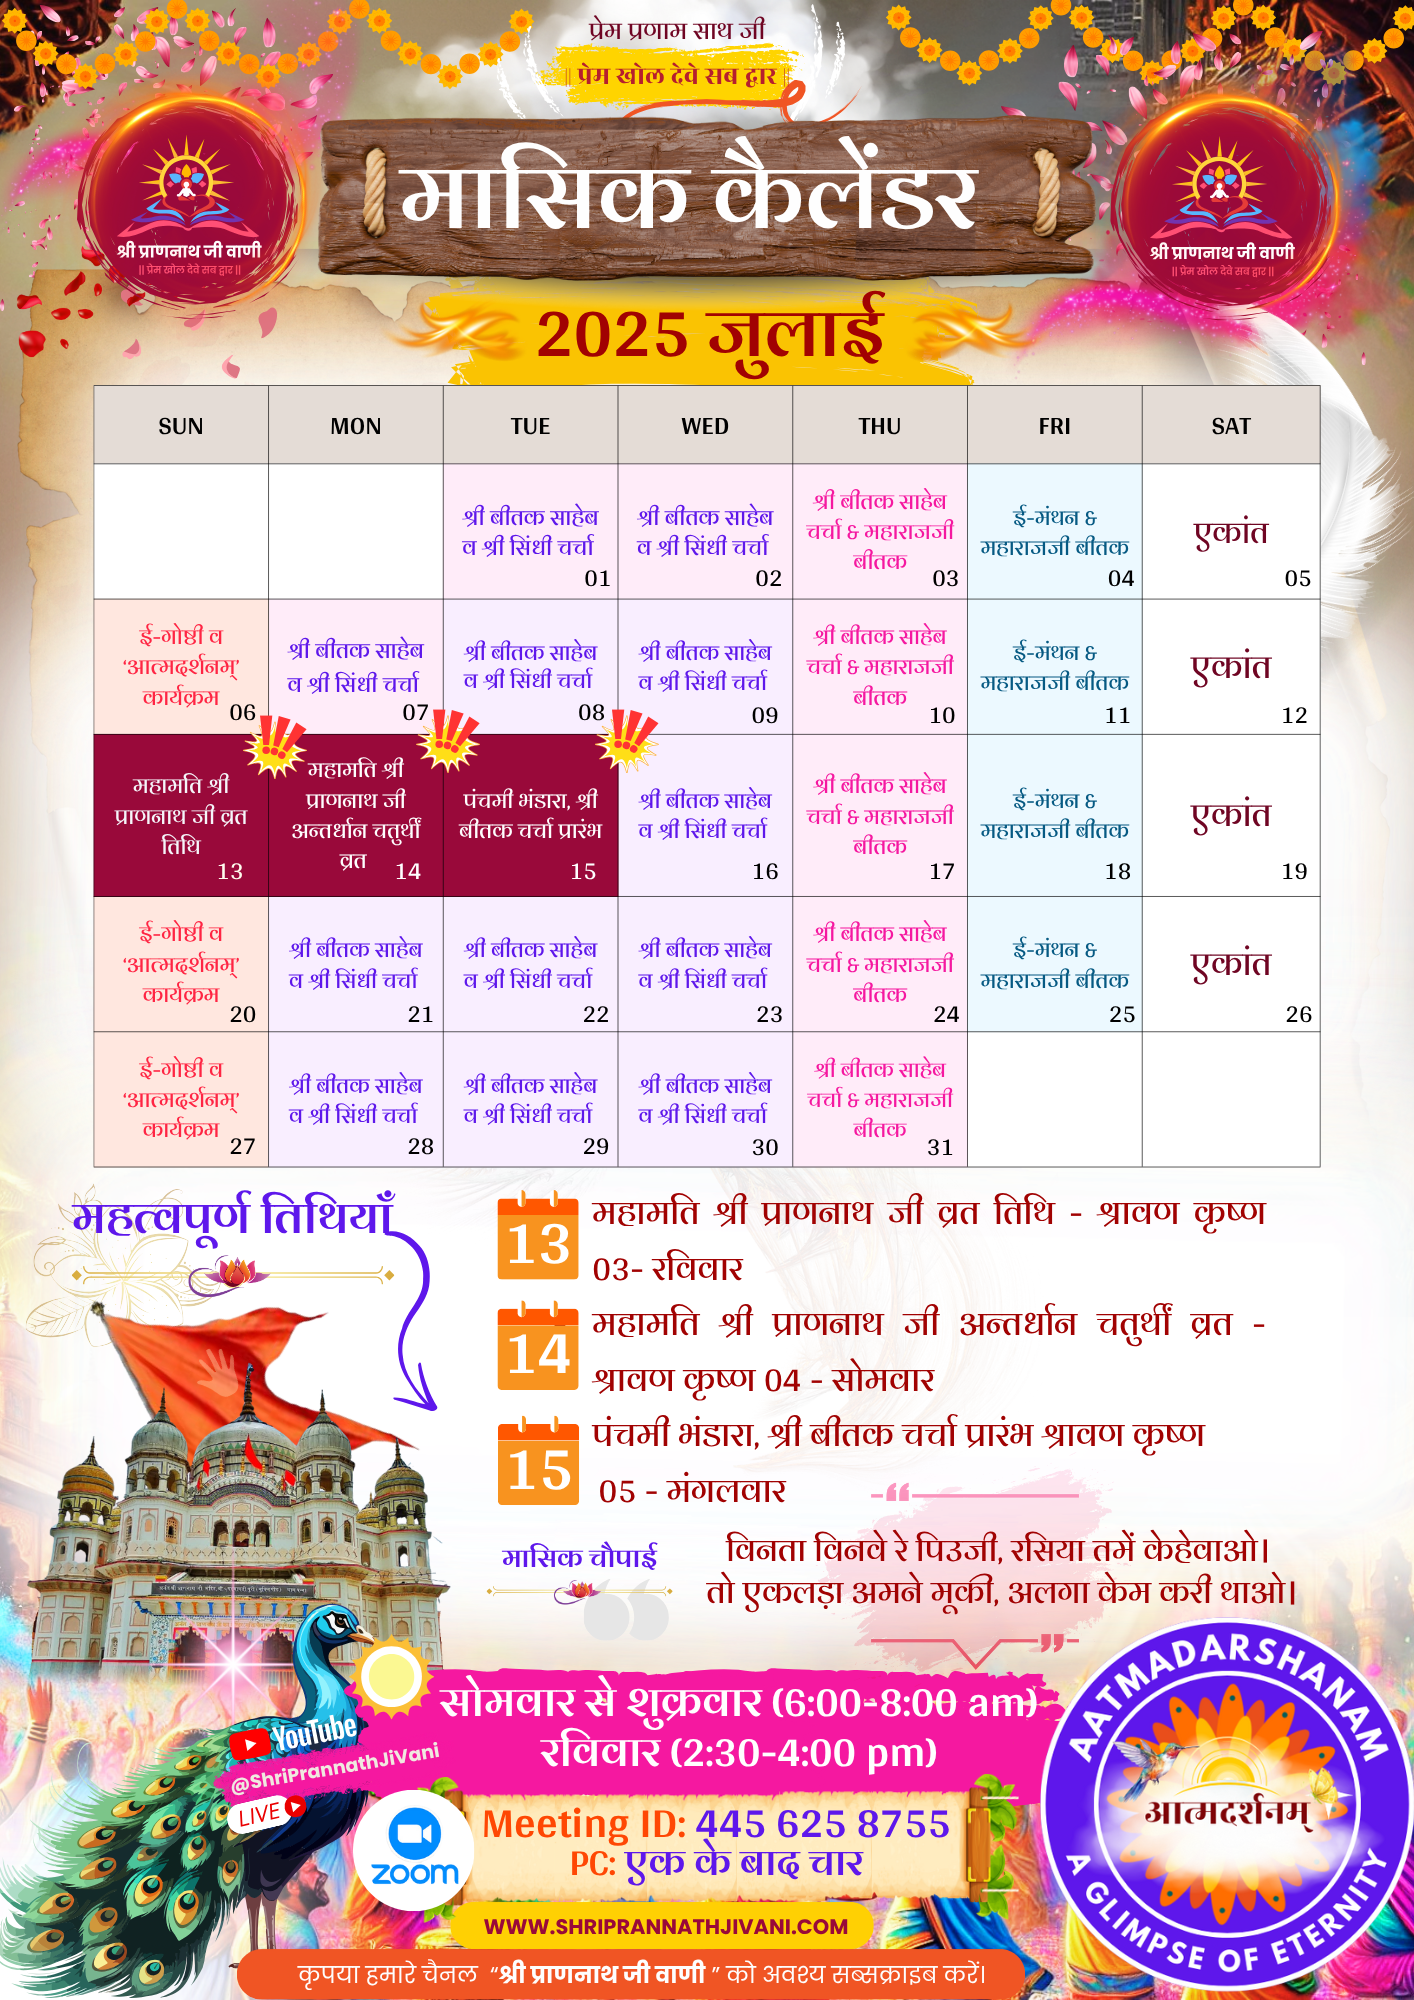 प्रेम प्रणाम साथ जी
|| प्रेम खोल देवे सब द्वार ||
मासिक कैलेंडर
श्री प्राणनाथ जी वाणी
|| प्रेम खोल देवे सब द्वार ||
श्री प्राणनाथ जी वाणी
|| प्रेम खोल देवे सब द्वार ||
2025 जुलाई
SUN MON TUE WED THU FRI SAT
श्री बीतक साहेब
व श्री सिंधी चर्चा
01
श्री बीतक साहेब
व श्री सिंधी चर्चा
02
श्री बीतक साहेब
चर्चा & महाराजजी
बीतक
03
ई-मंथन &
महाराजजी बीतक
04
एकांत
05
ई-गोष्ठी व
‘आत्मदर्शनम्’
कार्यक्रम
06
श्री बीतक साहेब
व श्री सिंधी चर्चा
07
श्री बीतक साहेब
व श्री सिंधी चर्चा
08
श्री बीतक साहेब
व श्री सिंधी चर्चा
09
श्री बीतक साहेब
चर्चा & महाराजजी
बीतक
10
ई-मंथन &
महाराजजी बीतक
11
एकांत
12
महामति श्री
प्राणनाथ जी व्रत
तिथि
13
महामति श्री
प्राणनाथ जी
अन्तर्धान चतुर्थी
व्रत
14
पंचमी भंडारा, श्री
बीतक चर्चा प्रारंभ
15
श्री बीतक साहेब
व श्री सिंधी चर्चा
16
श्री बीतक साहेब
चर्चा & महाराजजी
बीतक
17
ई-मंथन &
महाराजजी बीतक
18
एकांत
19
ई-गोष्ठी व
‘आत्मदर्शनम्’
कार्यक्रम
20
श्री बीतक साहेब
व श्री सिंधी चर्चा
21
श्री बीतक साहेब
व श्री सिंधी चर्चा
22
श्री बीतक साहेब
व श्री सिंधी चर्चा
23
श्री बीतक साहेब
चर्चा & महाराजजी
बीतक
24
ई-मंथन &
महाराजजी बीतक
25
एकांत
26
ई-गोष्ठी व
‘आत्मदर्शनम्’
कार्यक्रम
27
श्री बीतक साहेब
व श्री सिंधी चर्चा
28
श्री बीतक साहेब
व श्री सिंधी चर्चा
29
श्री बीतक साहेब
व श्री सिंधी चर्चा
30
श्री बीतक साहेब
चर्चा & महाराजजी
बीतक
31
महत्वपूर्ण तिथियाँ
13
महामति श्री प्राणनाथ जी व्रत तिथि - श्रावण कृष्ण
03- रविवार
14
महामति श्री प्राणनाथ जी अन्तर्धान चतुर्थी व्रत -
श्रावण कृष्ण 04 - सोमवार
15
पंचमी भंडारा, श्री बीतक चर्चा प्रारंभ श्रावण कृष्ण
05 - मंगलवार
मासिक चौपाई
विनता विनवे रे पिउजी, रसिया तमें केहेवाओ।
तो एकलड़ा अमने मूकी, अलगा केम करी थाओ।
सोमवार से शुक्रवार (6:00-8:00 am)
रविवार (2:30-4:00 pm)
YouTube
@ShriPrannathJiVani
LIVE
zoom
Meeting ID: 445 625 8755
PC: एक के बाद चार
WWW.SHRIPRANNATHJIVANI.COM
कृपया हमारे चैनल “श्री प्राणनाथ जी वाणी ” को अवश्य सब्सक्राइब करें।
AATMADARSHANAM
आत्मदर्शनम्
A GLIMPSE OF ETERNITY